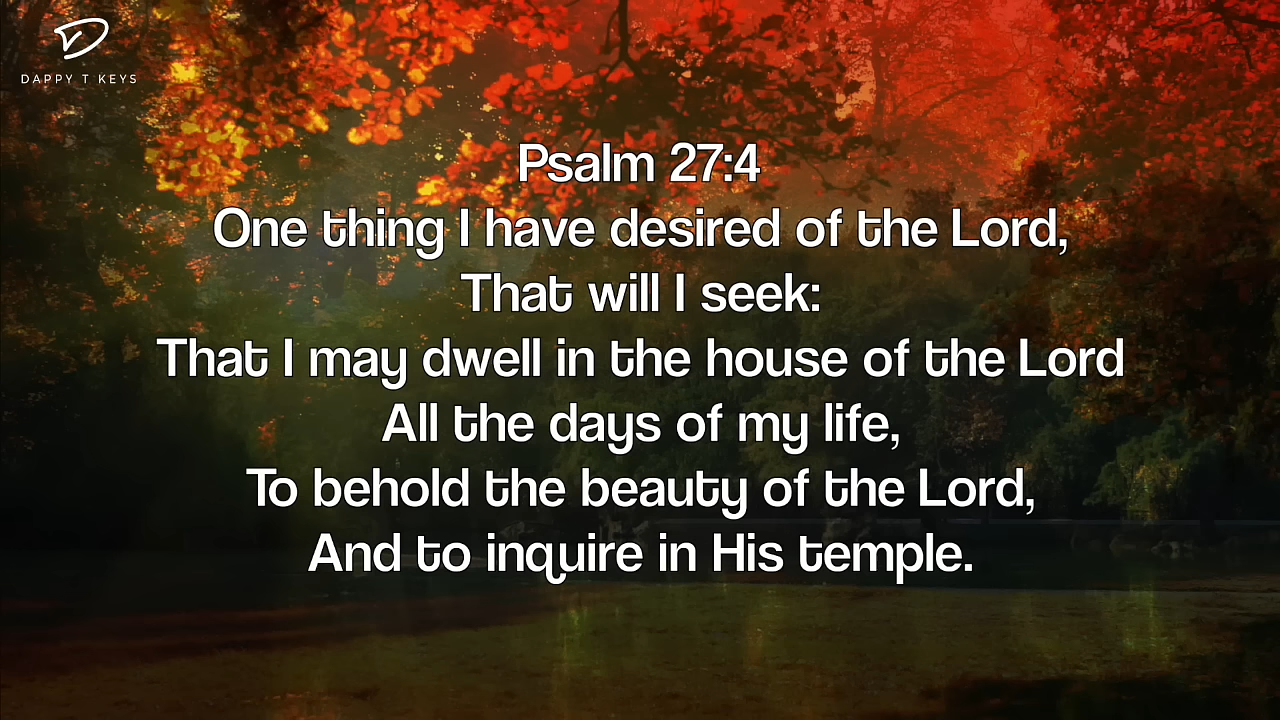 DAPPY T KEYS
Psalm 27:4
One thing I have desired of the Lord,
That will I seek:
That I may dwell in the house of the Lord
All the days of my life,
To behold the beauty of the Lord,
And to inquire in His temple.